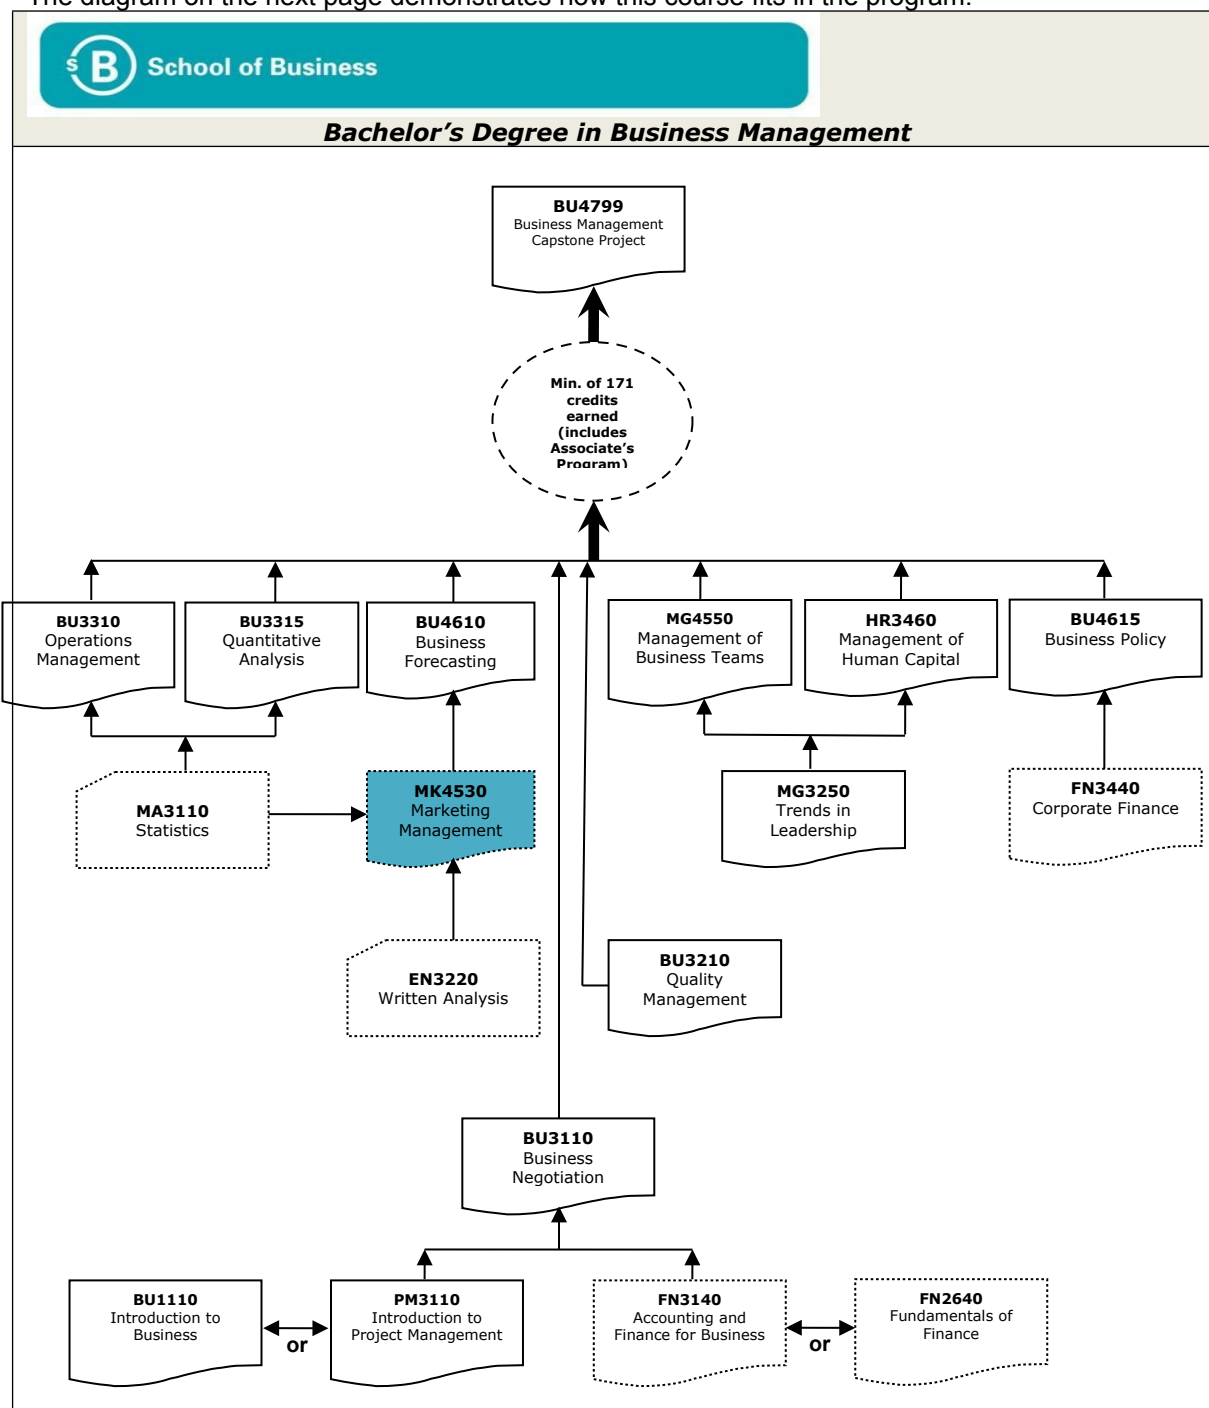 The diagram on the next page demonstrates how this course fits in the program.
s B School of Business
Bachelor's Degree in Business Management
BU4799
Business Management
Capstone Project
Min. of 171
credits
earned
(includes
Associate's
Program)
BU3310
Operations
Management
BU3315
Quantitative
Analysis
BU4610
Business
Forecasting
MG4550
Management of
Business Teams
HR3460
Management of
Human Capital
BU4615
Business Policy
MA3110
Statistics
MK4530
Marketing
Management
MG3250
Trends in
Leadership
FN3440
Corporate Finance
EN3220
Written Analysis
BU3210
Quality
Management
BU3110
Business
Negotiation
BU1110
Introduction to
Business
or
PM3110
Introduction to
Project Management
FN3140
Accounting and
Finance for Business
or
FN2640
Fundamentals of
Finance